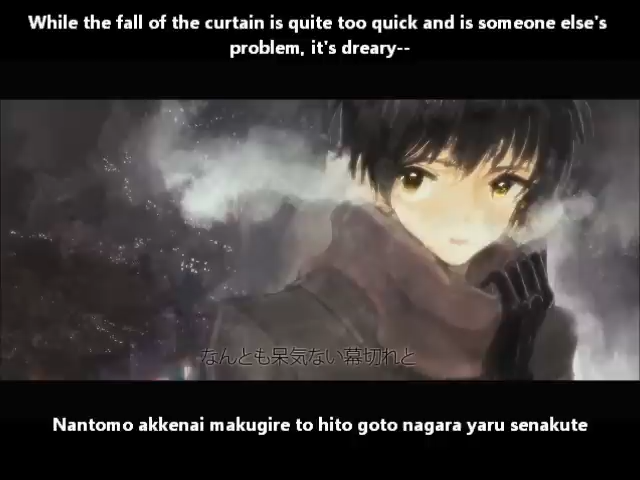 While the fall of the curtain is quite too quick and is someone else's
problem, it's dreary--
なんとも呆気ない幕切れと
Nantomo akkenai makugire to hito goto nagara yaru senakute